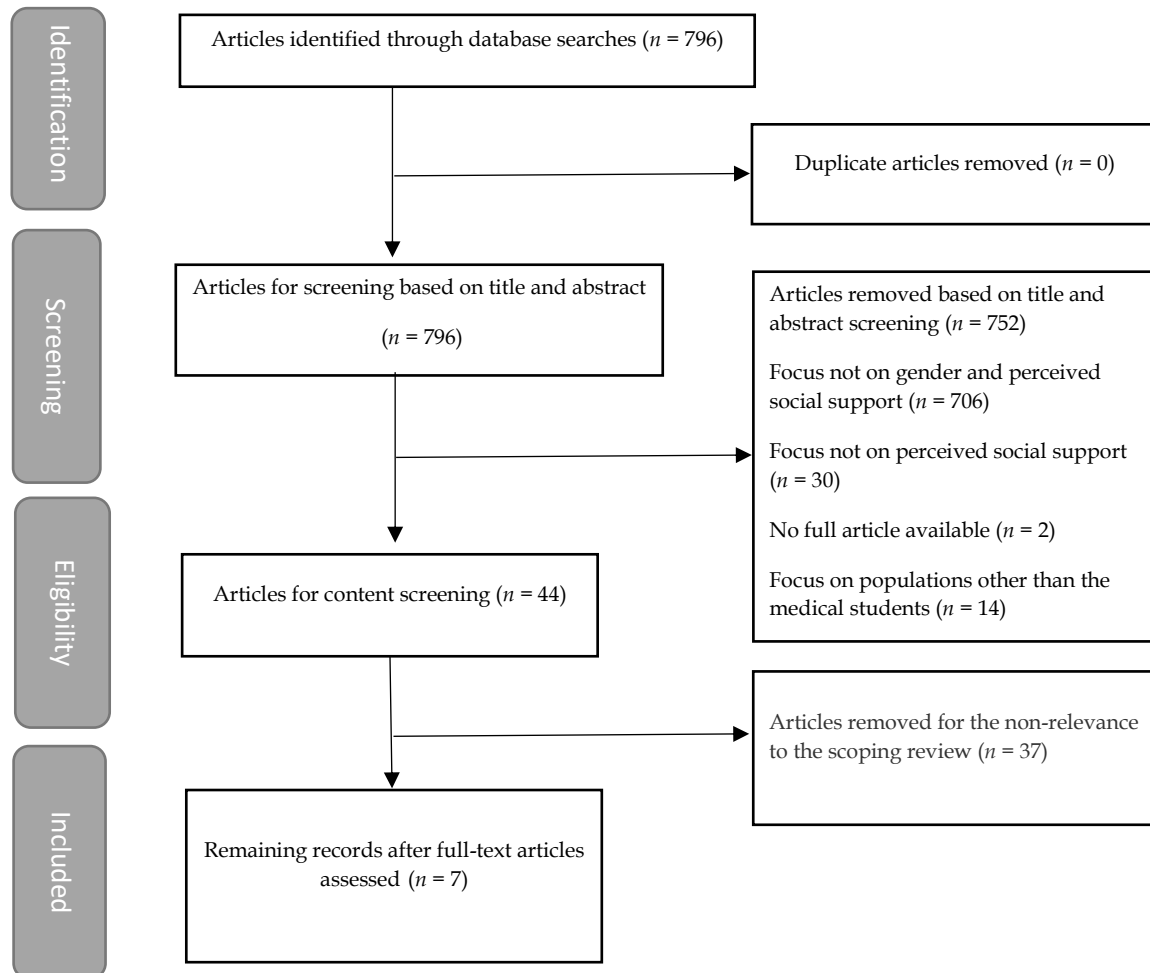 Identification
Articles identified through database searches (n = 796)
Duplicate articles removed (n = 0)
Screening
Articles for screening based on title and abstract
(n = 796)
Articles removed based on title and
abstract screening (n = 752)
Focus not on gender and perceived
social support (n = 706)
Focus not on perceived social support
(n = 30)
No full article available (n = 2)
Focus on populations other than the
medical students (n = 14)
Eligibility
Articles for content screening (n = 44)
Articles removed for the non-relevance
to the scoping review (n = 37)
Included
Remaining records after full-text articles
assessed (n = 7)